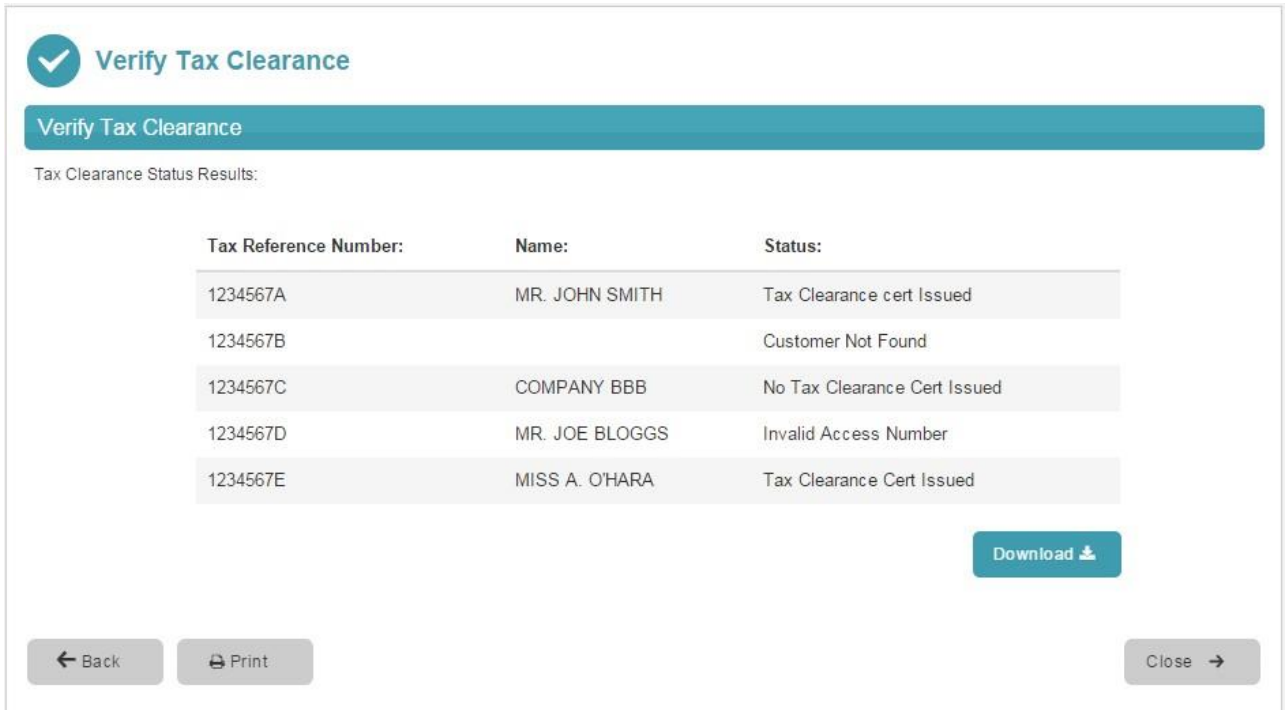 Verify Tax Clearance
Verify Tax Clearance
Tax Clearance Status Results:
Tax Reference Number: Name: Status:
1234567A MR. JOHN SMITH Tax Clearance cert Issued
1234567B Customer Not Found
1234567C COMPANY BBB No Tax Clearance Cert Issued
1234567D MR. JOE BLOGGS Invalid Access Number
1234567E MISS A. O'HARA Tax Clearance Cert Issued
Download
Back Print Close